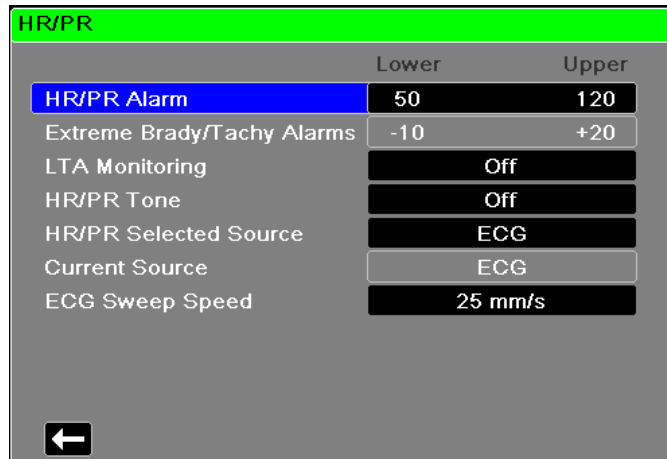 HR/PR
Lower Upper
HR/PR Alarm 50 120
Extreme Brady/Tachy Alarms -10 +20
LTA Monitoring Off
HR/PR Tone Off
HR/PR Selected Source ECG
Current Source ECG
ECG Sweep Speed 25 mm/s